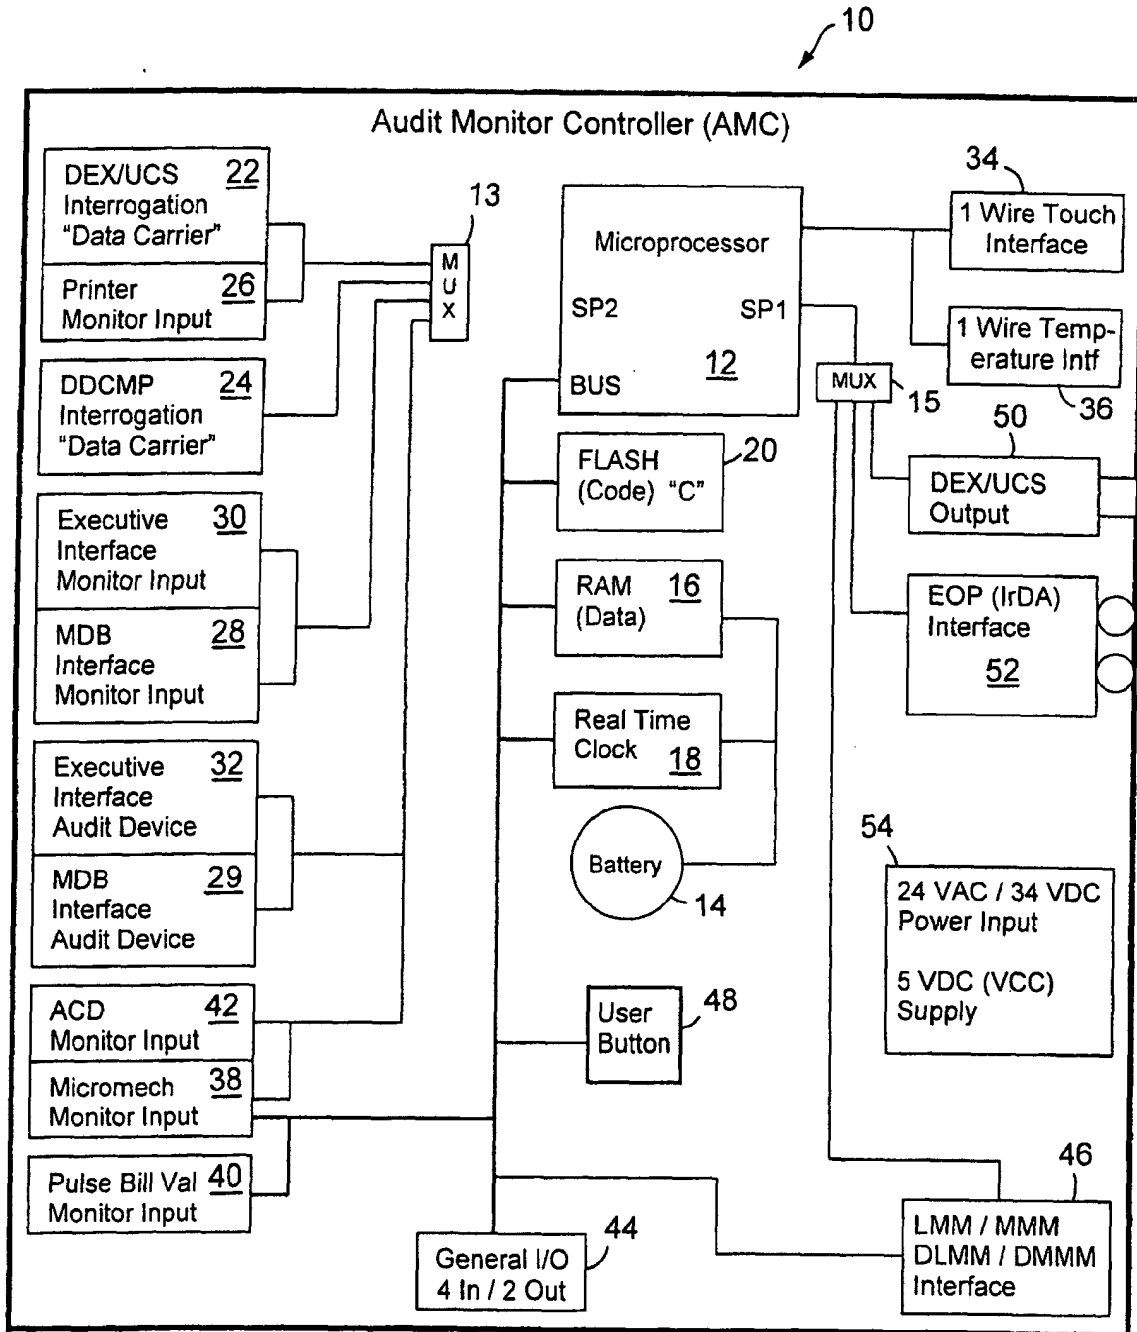 10
Audit Monitor Controller (AMC)
DEX/UCS 22
Interrogation
“Data Carrier”
Printer 26
Monitor Input
DDCMP 24
Interrogation
“Data Carrier”
Executive 30
Interface
Monitor Input
MDB 28
Interface
Monitor Input
Executive 32
Interface
Audit Device
MDB 29
Interface
Audit Device
ACD 42
Monitor Input
Micromech 38
Monitor Input
Pulse Bill Val 40
Monitor Input
13
M
U
X
Microprocessor
SP2 SP1
12
BUS
FLASH
(Code) “C”
20
RAM 16
(Data)
Real Time
Clock 18
Battery
14
User
Button
48
General I/O
4 In / 2 Out
44
34
1 Wire Touch
Interface
1 Wire Temp-
erature Intf
36
MUX
15
50
DEX/UCS
Output
EOP (IrDA)
Interface
52
54
24 VAC / 34 VDC
Power Input
5 VDC (VCC)
Supply
46
LMM / MMM
DLMM / DMMM
Interface